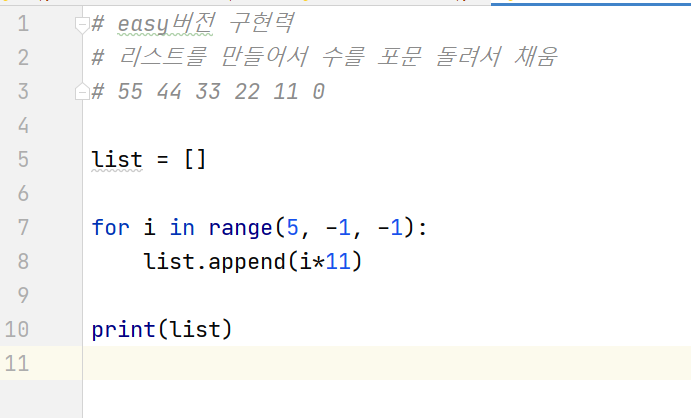 1 # easy버전 구현력
2 # 리스트를 만들어서 수를 포문 돌려서 채움
3 # 55 44 33 22 11 0
4
5 list = []
6
7 for i in range(5, -1, -1):
8     list.append(i*11)
9
10 print(list)
11